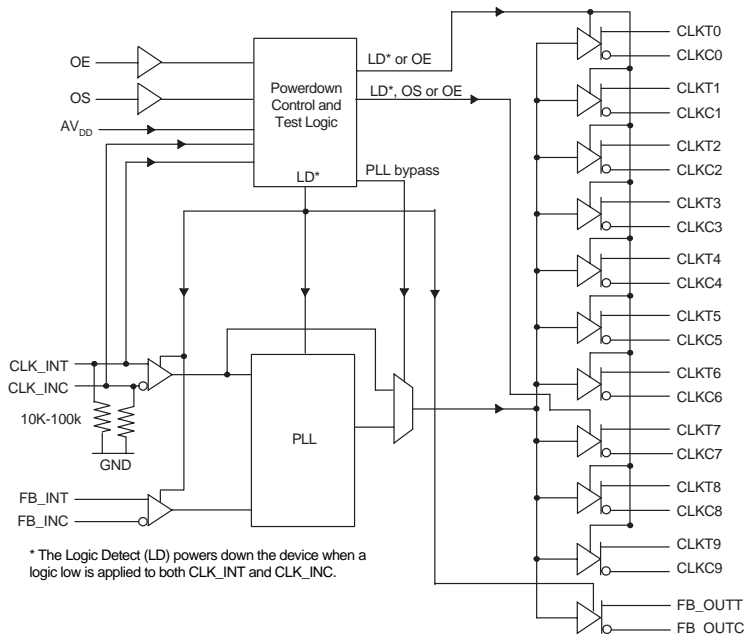 OE
OS
AV_DD
Powerdown
Control and
Test Logic
LD*
LD* or OE
LD*, OS or OE
PLL bypass
CLK_INT
CLK_INC
10K-100k
GND
FB_INT
FB_INC
PLL
* The Logic Detect (LD) powers down the device when a
logic low is applied to both CLK_INT and CLK_INC.
CLKT0
CLKC0
CLKT1
CLKC1
CLKT2
CLKC2
CLKT3
CLKC3
CLKT4
CLKC4
CLKT5
CLKC5
CLKT6
CLKC6
CLKT7
CLKC7
CLKT8
CLKC8
CLKT9
CLKC9
FB_OUTT
FB_OUTC